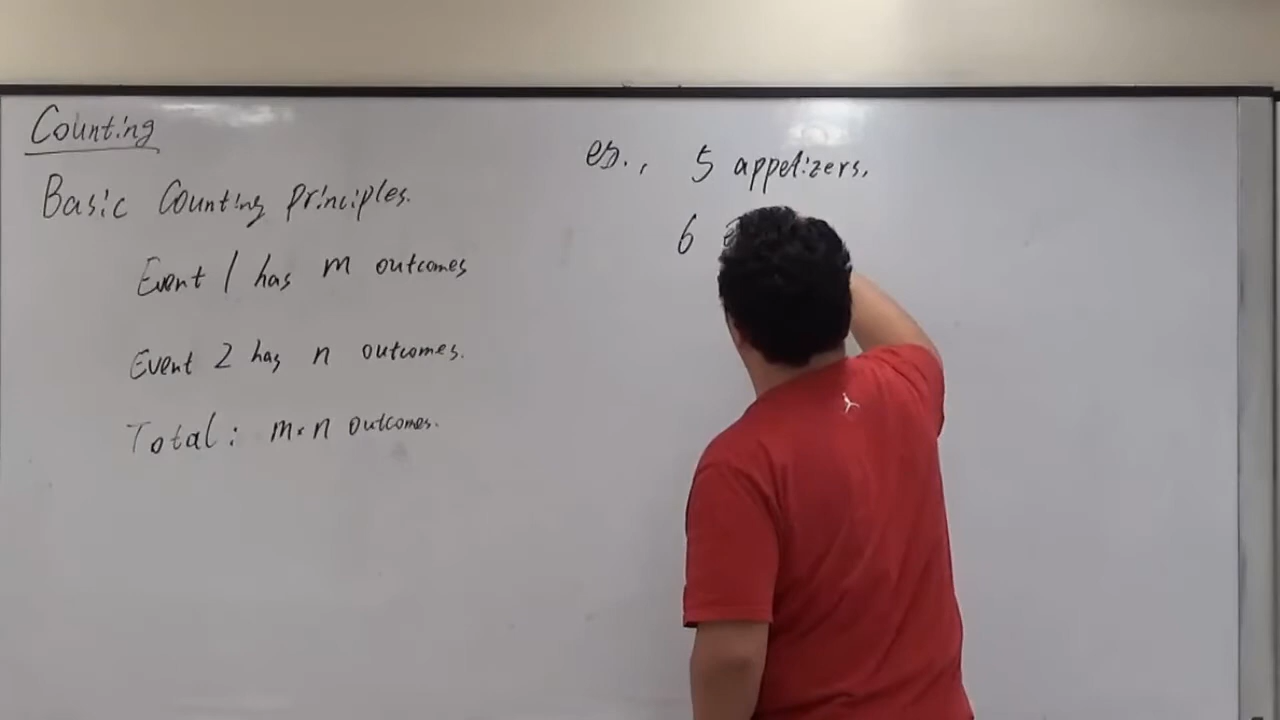 Counting
Basic Counting principles.
Event 1 has m outcomes
Event 2 has n outcomes.
Total: m·n outcomes.
eg., 5 appetizers.
6